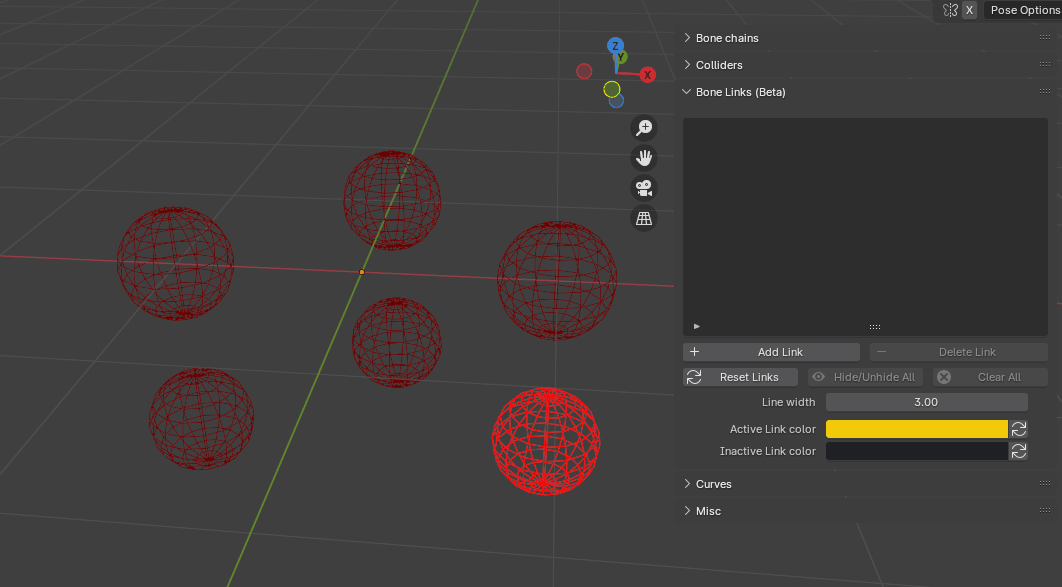 X
Pose Options
Bone chains
Colliders
Bone Links (Beta)
Z
Y
X
Add Link
Delete Link
Reset Links
Hide/Unhide All
Clear All
Line width
3.00
Active Link color
Inactive Link color
Curves
Misc